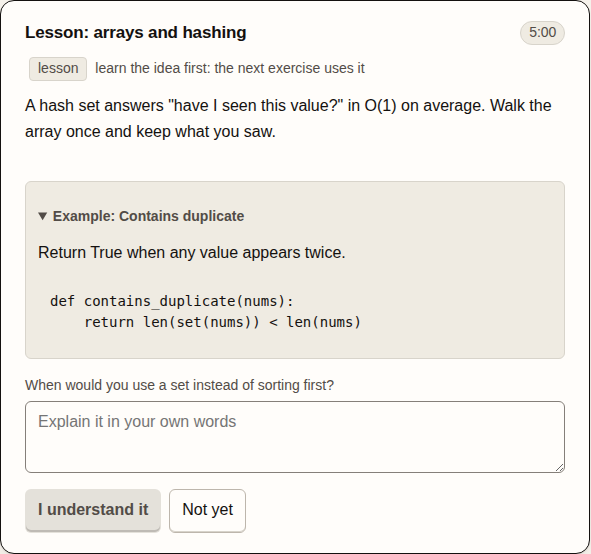 Lesson: arrays and hashing
5:00
lesson learn the idea first: the next exercise uses it
A hash set answers "have I seen this value?" in O(1) on average. Walk the
array once and keep what you saw.
▼ Example: Contains duplicate
Return True when any value appears twice.
def contains_duplicate(nums):
    return len(set(nums)) < len(nums)
When would you use a set instead of sorting first?
Explain it in your own words
I understand it
Not yet